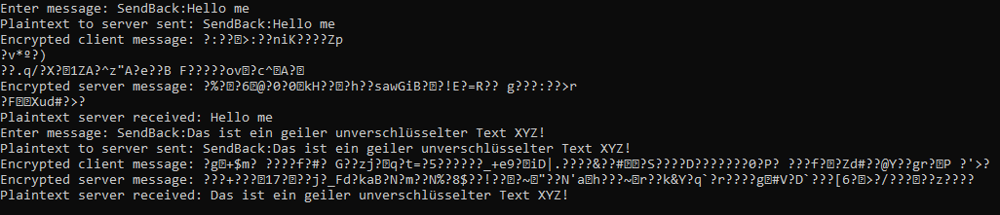 Enter message: SendBack:Hello me
Plaintext to server sent: SendBack:Hello me
Encrypted client message: ?:??⍰>:??niK????Zp
?v*º?)
??.q/?X?⍰1ZA?^z"A?e??B F?????ov⍰?c^⍰A?⍰
Encrypted server message: ?%?⍰?6⍰@?0?0⍰kH??⍰?h??sawGiB?⍰?!E?=R?? g???:??>r
?F⍰⍰Xud#?>?
Plaintext server received: Hello me
Enter message: SendBack:Das ist ein geiler unverschlüsselter Text XYZ!
Plaintext to server sent: SendBack:Das ist ein geiler unverschlüsselter Text XYZ!
Encrypted client message: ?g⍰+$m? ????f?#? G??zj?⍰q?t=?5??????_+e9?⍰iD|.????&??#⍰⍰?S????D???????0?P? ???f?⍰?Zd#??@Y??gr?⍰P ?'>?
Encrypted server message: ???+???⍰17?⍰??j?_Fd?kaB?N?m??N%?8$??!??⍰?~⍰"??N'a⍰h???~⍰r??k&Y?q`?r????g⍰#V?D`???[6?⍰>?/???⍰??z????
Plaintext server received: Das ist ein geiler unverschlüsselter Text XYZ!